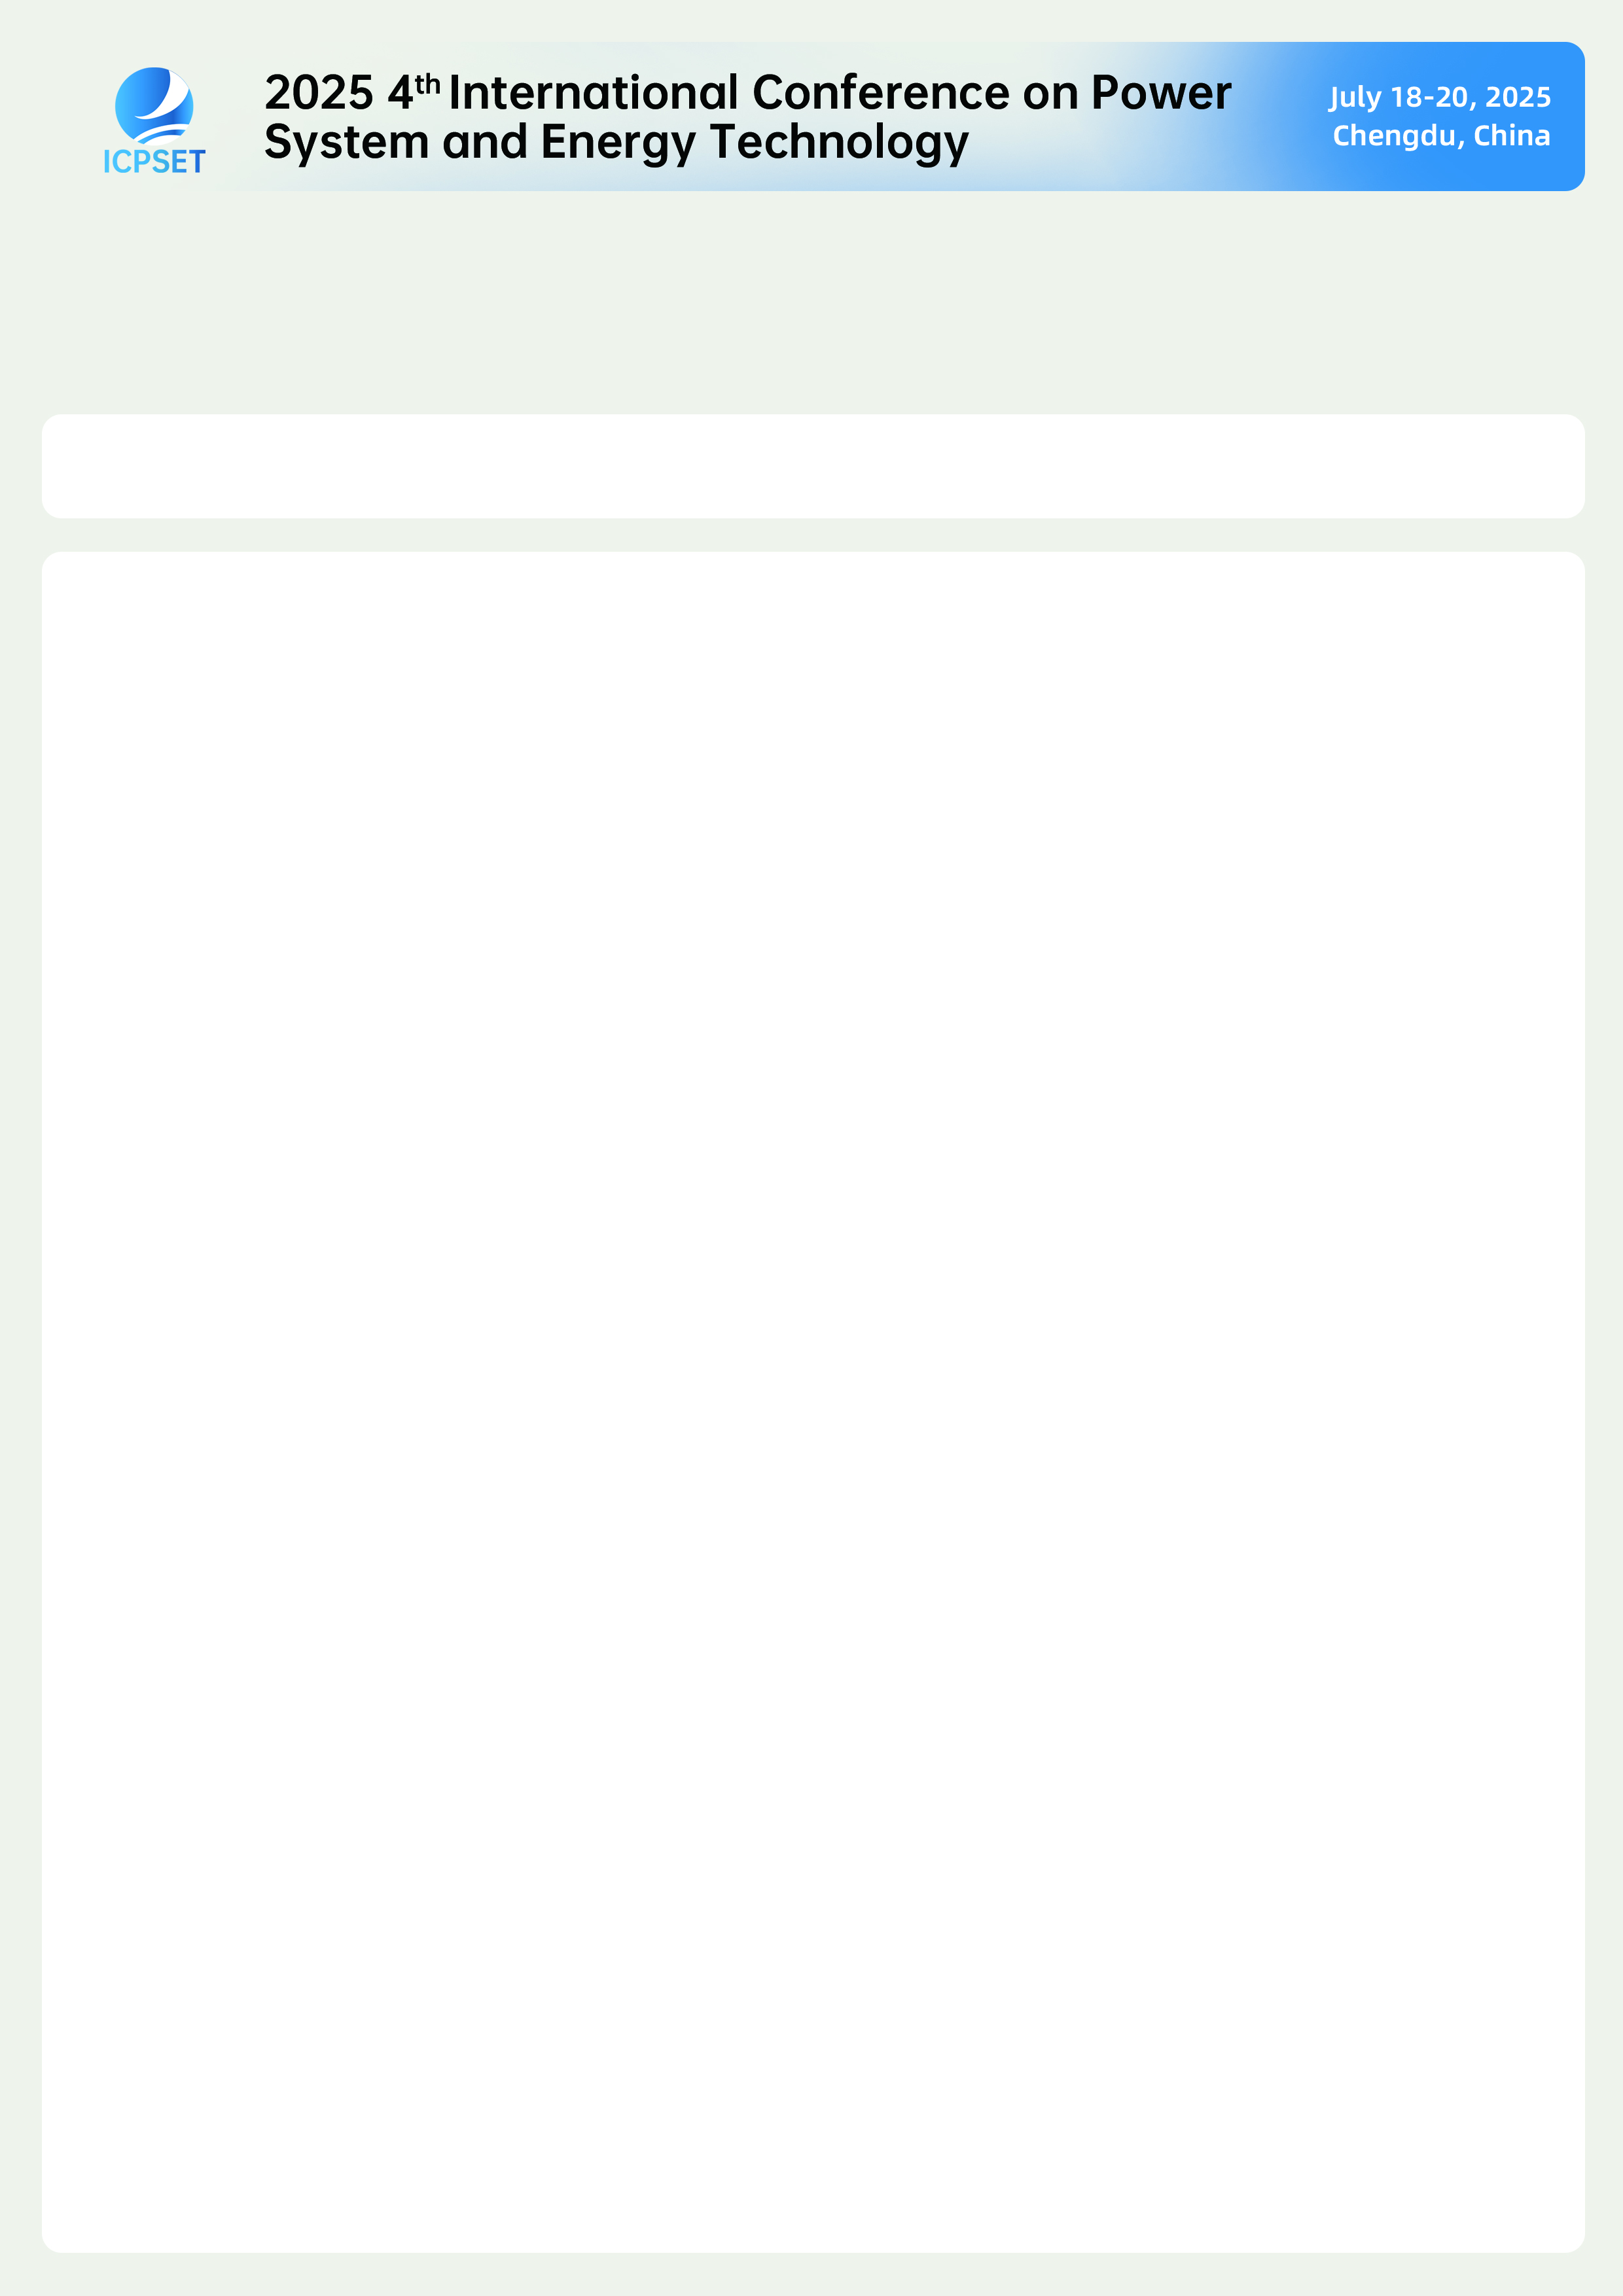 ICPSET
2025 4th International Conference on Power
System and Energy Technology
July 18-20, 2025
Chengdu, China